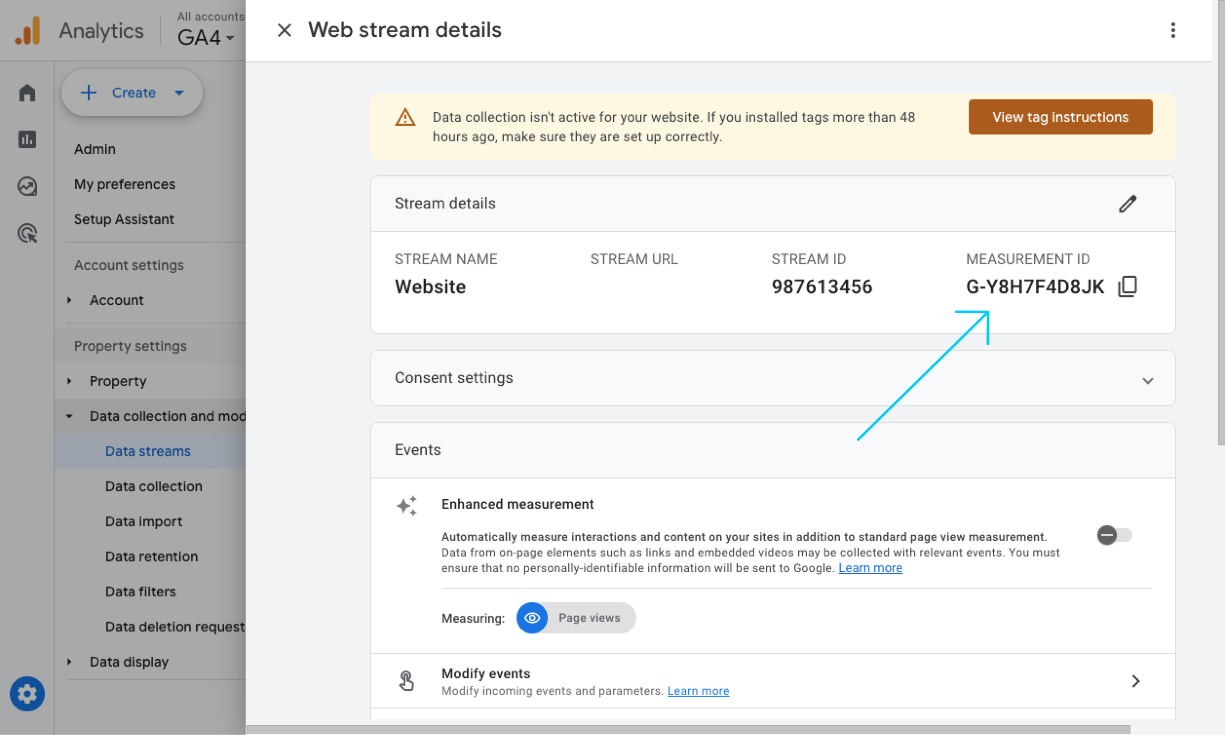 Analytics
All accounts
GA4
Create
Admin
My preferences
Setup Assistant
Account settings
Account
Property settings
Property
Data collection and mod
Data streams
Data collection
Data import
Data retention
Data filters
Data deletion request
Data display
Web stream details
Data collection isn't active for your website. If you installed tags more than 48
hours ago, make sure they are set up correctly.
View tag instructions
Stream details
STREAM NAME STREAM URL STREAM ID MEASUREMENT ID
Website 987613456 G-Y8H7F4D8JK
Consent settings
Events
Enhanced measurement
Automatically measure interactions and content on your sites in addition to standard page view measurement.
Data from on-page elements such as links and embedded videos may be collected with relevant events. You must
ensure that no personally-identifiable information will be sent to Google. Learn more
Measuring: Page views
Modify events
Modify incoming events and parameters. Learn more